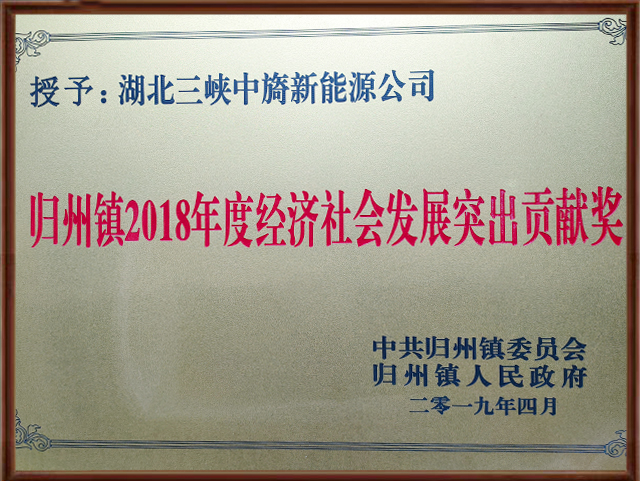 授予：湖北三峡中旖新能源公司
归州镇2018年度经济社会发展突出贡献奖
中共归州镇委员会
归州镇人民政府
二零一九年四月